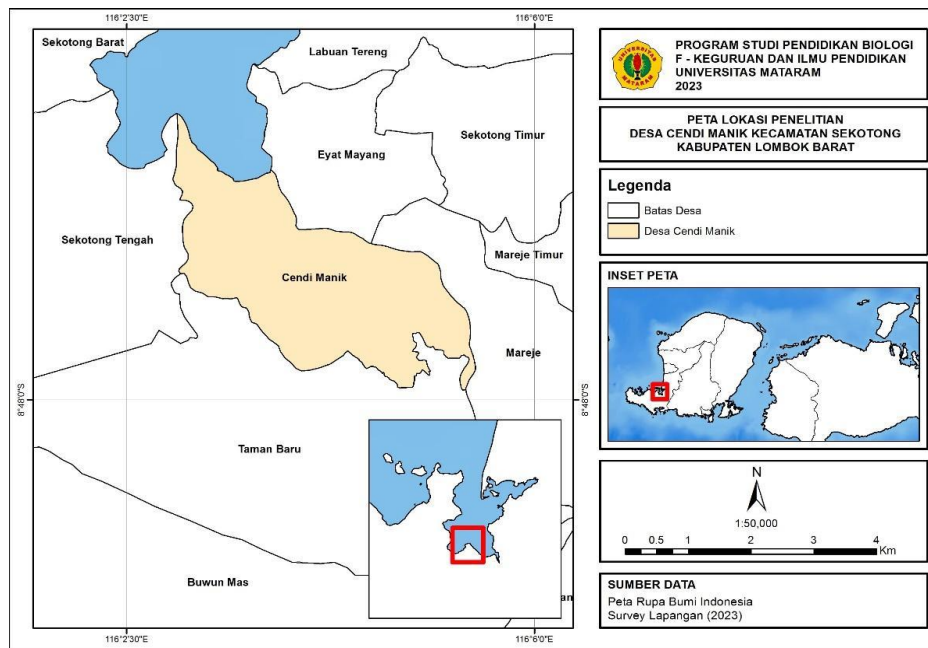 116°2'30"E
116°6'0"E
Sekotong Barat
Labuan Tereng
Sekotong Timur
Eyat Mayang
Sekotong Tengah
Mareje Timur
Cendi Manik
Mareje
8°48'0"S
8°48'0"S
Taman Baru
Buwun Mas
an
116°2'30"E
116°6'0"E
UNIVERSITAS
MATARAM
PROGRAM STUDI PENDIDIKAN BIOLOGI
F - KEGURUAN DAN ILMU PENDIDIKAN
UNIVERSITAS MATARAM
2023
PETA LOKASI PENELITIAN
DESA CENDI MANIK KECAMATAN SEKOTONG
KABUPATEN LOMBOK BARAT
Legenda
Batas Desa
Desa Cendi Manik
INSET PETA
N
1:50,000
0 0.5 1 2 3 4
Km
SUMBER DATA
Peta Rupa Bumi Indonesia
Survey Lapangan (2023)